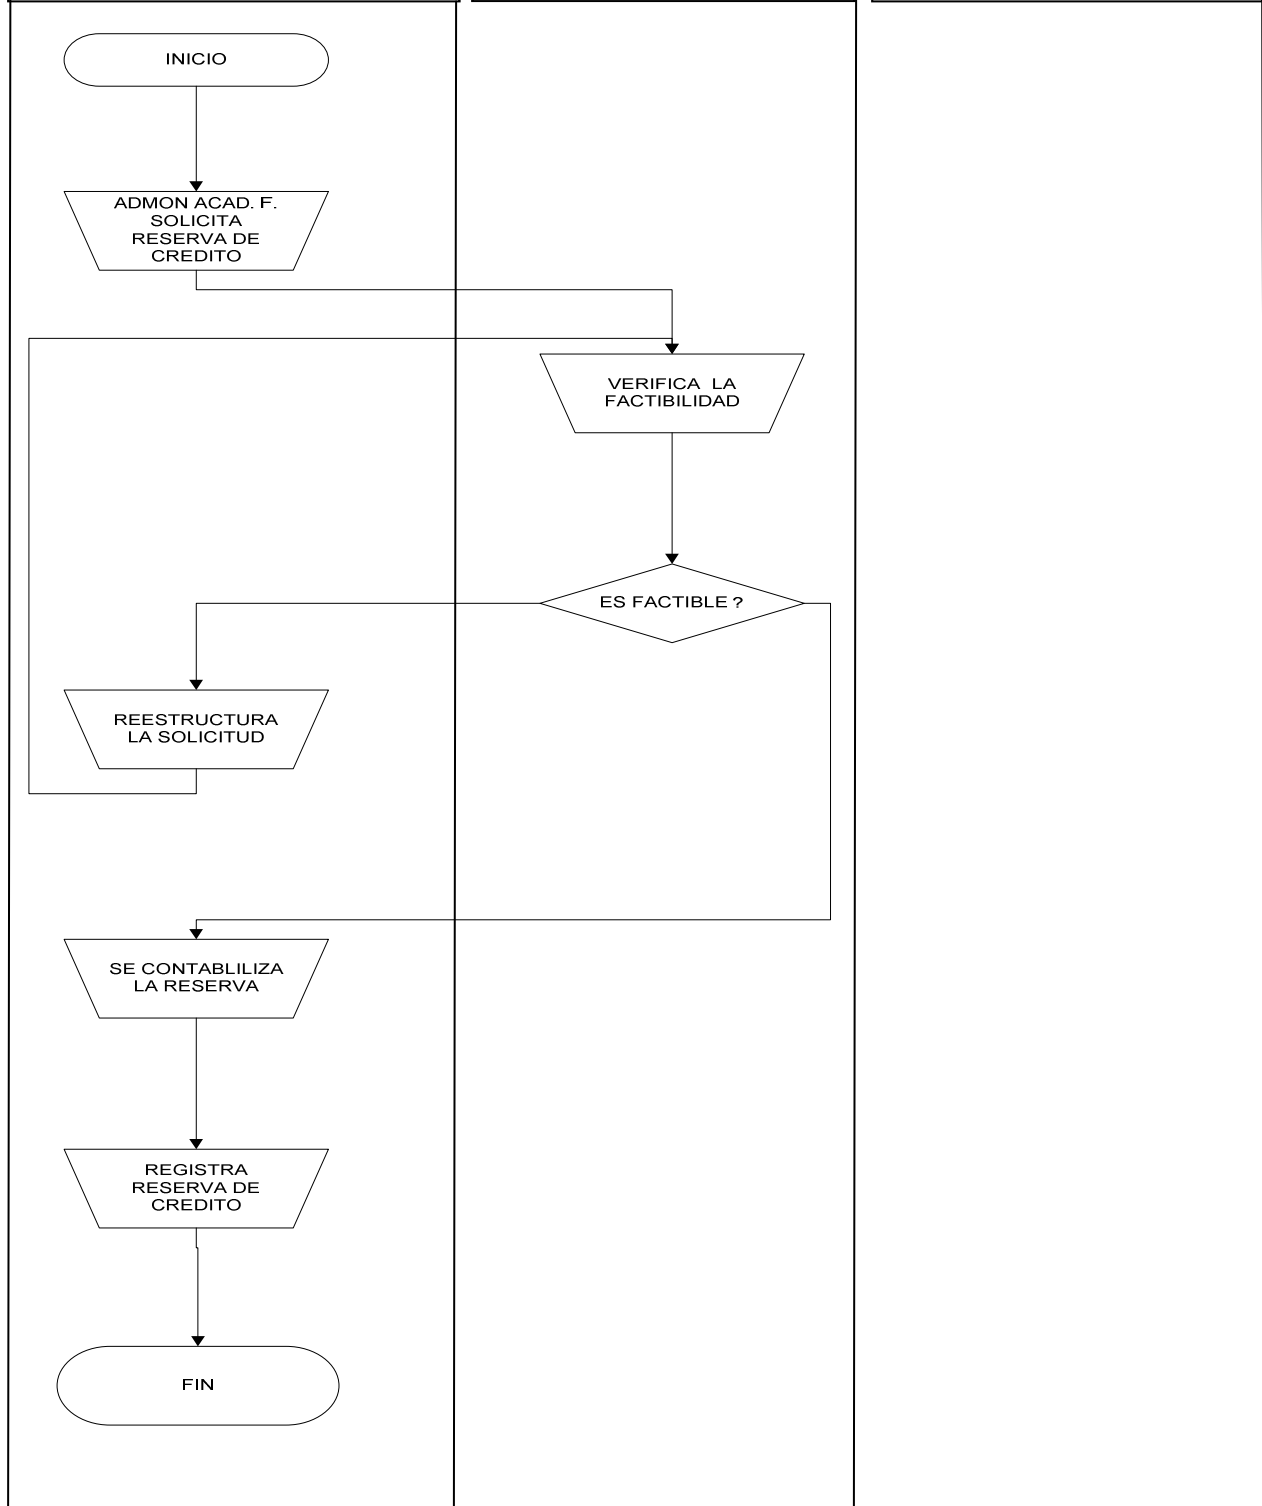 INICIO
ADMON ACAD. F.
SOLICITA
RESERVA DE
CREDITO
VERIFICA LA
FACTIBILIDAD
ES FACTIBLE ?
REESTRUCTURA
LA SOLICITUD
SE CONTABLILIZA
LA RESERVA
REGISTRA
RESERVA DE
CREDITO
FIN